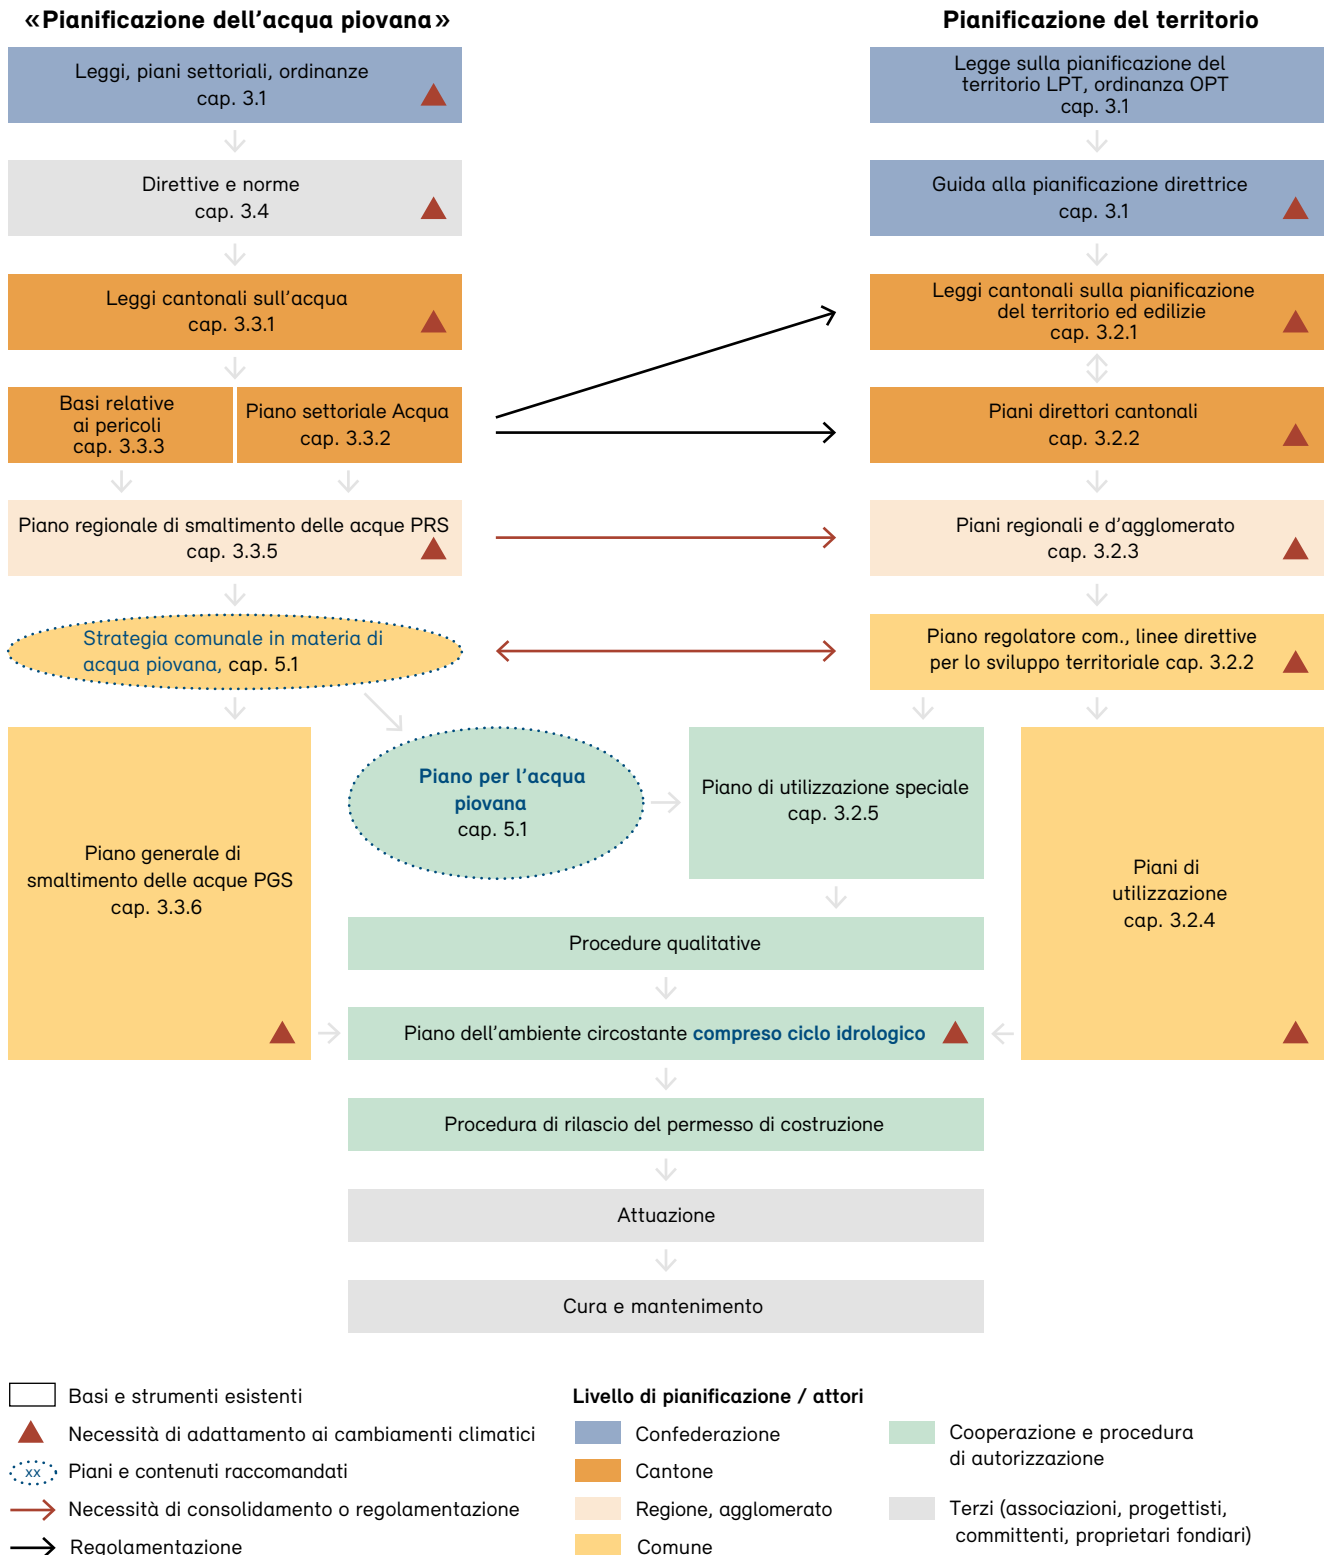 «Pianificazione dell'acqua piovana»
Pianificazione del territorio
Leggi, piani settoriali, ordinanze
cap. 3.1
Legge sulla pianificazione del
territorio LPT, ordinanza OPT
cap. 3.1
Direttive e norme
cap. 3.4
Guida alla pianificazione direttrice
cap. 3.1
Leggi cantonali sull'acqua
cap. 3.3.1
Leggi cantonali sulla pianificazione
del territorio ed edilizie
cap. 3.2.1
Basi relative
ai pericoli
cap. 3.3.3
Piano settoriale Acqua
cap. 3.3.2
Piani direttori cantonali
cap. 3.2.2
Piano regionale di smaltimento delle acque PRS
cap. 3.3.5
Piani regionali e d'agglomerato
cap. 3.2.3
Strategia comunale in materia di
acqua piovana, cap. 5.1
Piano regolatore com., linee direttive
per lo sviluppo territoriale cap. 3.2.2
Piano generale di
smaltimento delle acque PGS
cap. 3.3.6
Piano per l'acqua
piovana
cap. 5.1
Piano di utilizzazione speciale
cap. 3.2.5
Piani di
utilizzazione
cap. 3.2.4
Procedure qualitative
Piano dell'ambiente circostante compreso ciclo idrologico
Procedura di rilascio del permesso di costruzione
Attuazione
Cura e mantenimento
Basi e strumenti esistenti
Necessità di adattamento ai cambiamenti climatici
xx Piani e contenuti raccomandati
Necessità di consolidamento o regolamentazione
Regolamentazione
Livello di pianificazione / attori
Confederazione
Cantone
Regione, agglomerato
Comune
Cooperazione e procedura
di autorizzazione
Terzi (associazioni, progettisti,
committenti, proprietari fondiari)